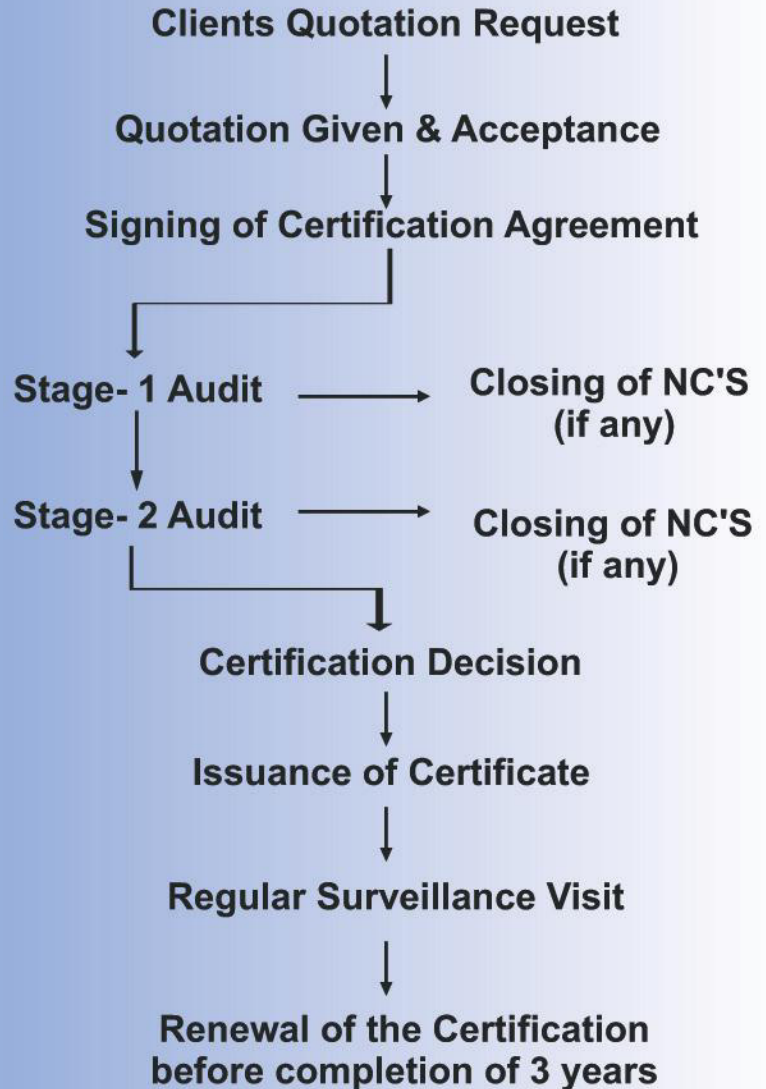 Clients Quotation Request
Quotation Given & Acceptance
Signing of Certification Agreement
Stage- 1 Audit
Closing of NC'S
(if any)
Stage- 2 Audit
Closing of NC'S
(if any)
Certification Decision
Issuance of Certificate
Regular Surveillance Visit
Renewal of the Certification
before completion of 3 years